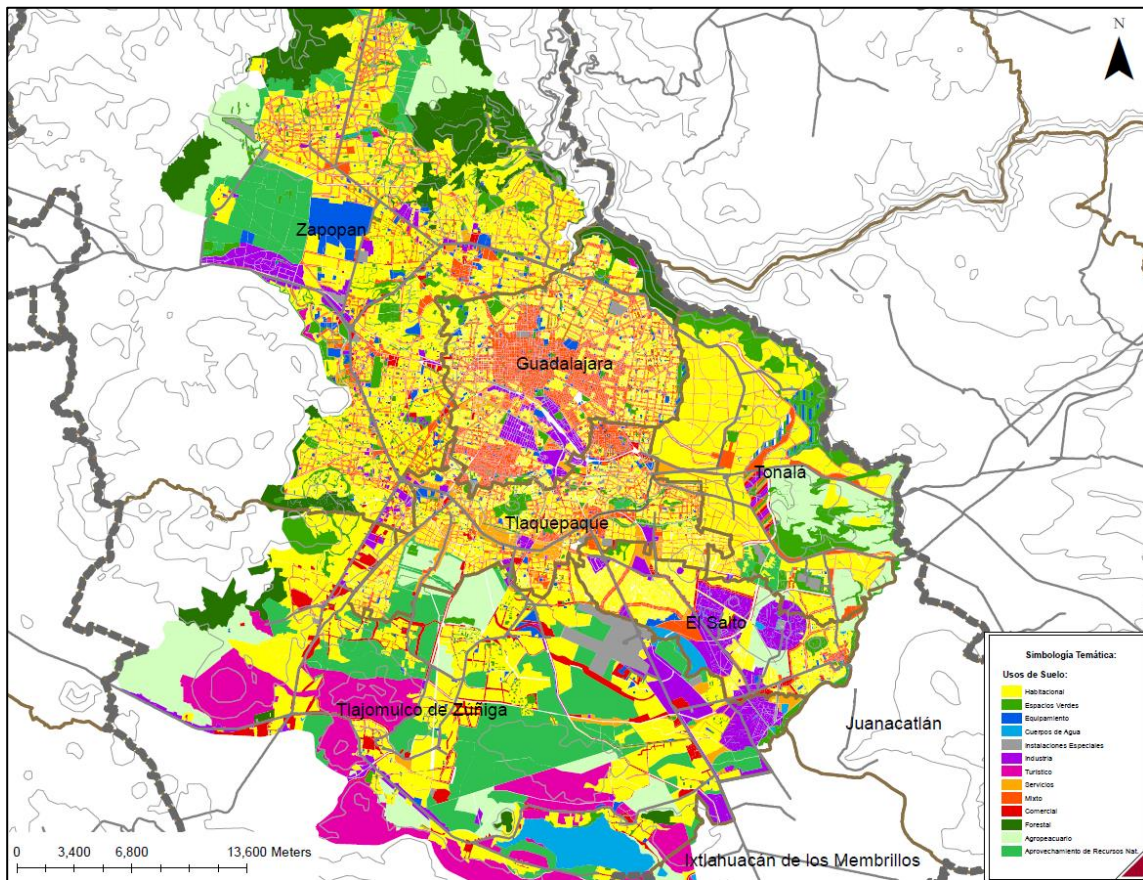 N
Zapopan
Guadalajara
Tonalá
Tlaquepaque
El Salto
Tlajomulco de Zuñiga
Juanacatlán
Ixtlahuacán de los Membrillos
0 3,400 6,800 13,600 Meters
Simbología Temática:
Usos de Suelo:
Habitacional
Espacios Verdes
Equipamiento
Cuerpos de Agua
Instalaciones Especiales
Industria
Turístico
Servicios
Mixto
Comercial
Forestal
Agropeacuario
Aprovechamiento de Recursos Nat.